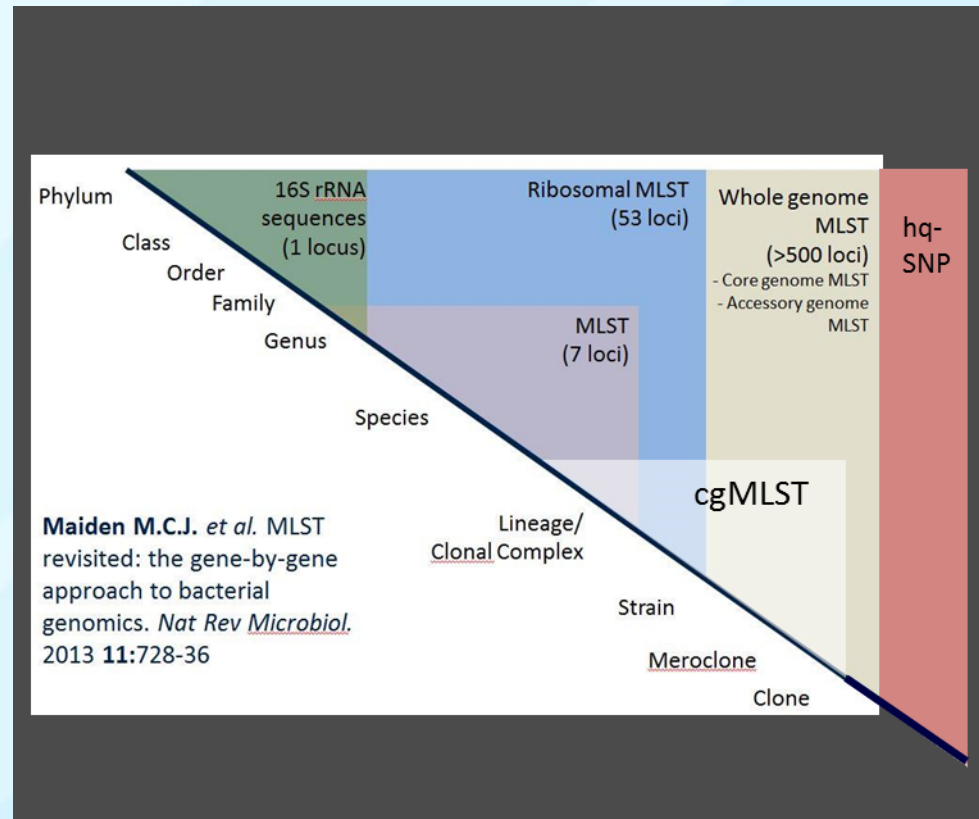 Phylum
Class
Order
Family
Genus
Species
Lineage/
Clonal Complex
Strain
Meroclone
Clone
16S rRNA
sequences
(1 locus)
Ribosomal MLST
(53 loci)
MLST
(7 loci)
Whole genome
MLST
(>500 loci)
- Core genome MLST
- Accessory genome
MLST
hq-
SNP
cgMLST
Maiden M.C.J. et al. MLST
revisited: the gene-by-gene
approach to bacterial
genomics. Nat Rev Microbiol.
2013 11:728-36